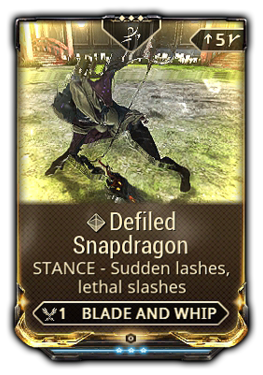 ↑5
Defiled
Snapdragon
STANCE - Sudden lashes,
lethal slashes
1 BLADE AND WHIP